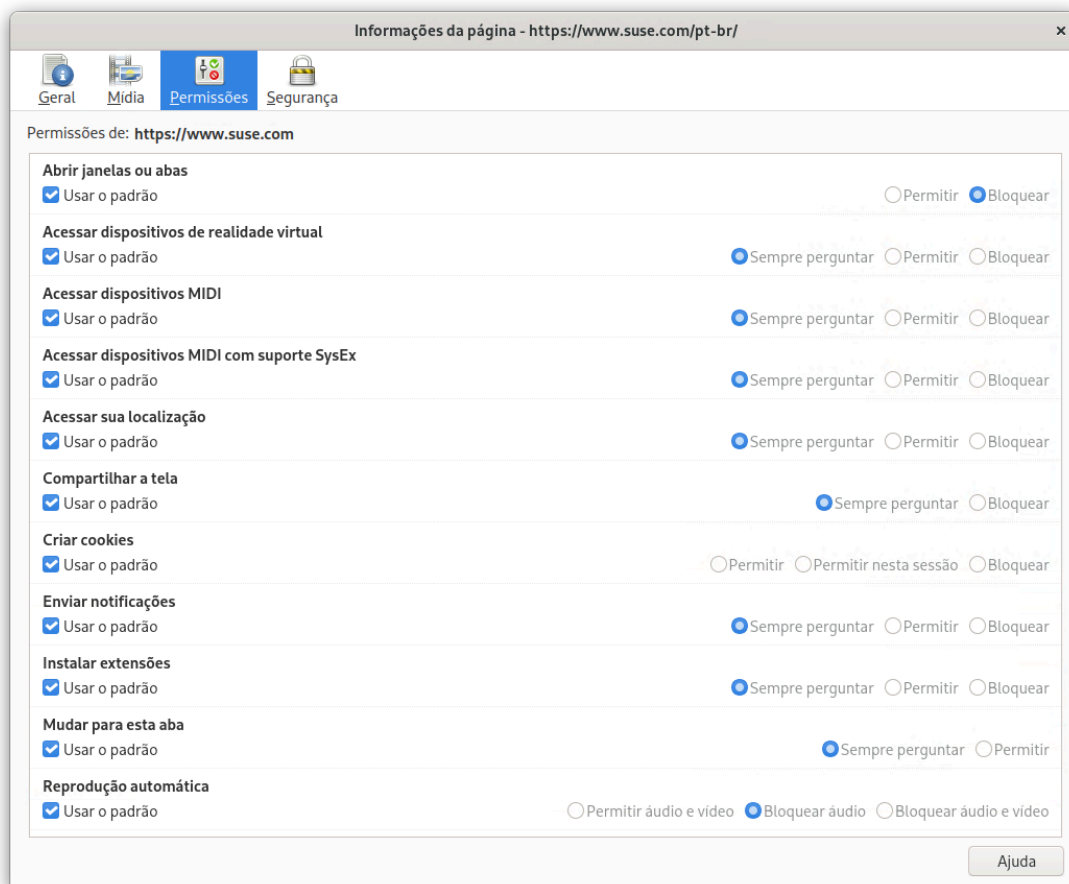 Informações da página - https://www.suse.com/pt-br/ ×
Geral Mídia Permissões Segurança
Permissões de: https://www.suse.com
Abrir janelas ou abas
Usar o padrão Permitir Bloquear
Acessar dispositivos de realidade virtual
Usar o padrão Sempre perguntar Permitir Bloquear
Acessar dispositivos MIDI
Usar o padrão Sempre perguntar Permitir Bloquear
Acessar dispositivos MIDI com suporte SysEx
Usar o padrão Sempre perguntar Permitir Bloquear
Acessar sua localização
Usar o padrão Sempre perguntar Permitir Bloquear
Compartilhar a tela
Usar o padrão Sempre perguntar Bloquear
Criar cookies
Usar o padrão Permitir Permitir nesta sessão Bloquear
Enviar notificações
Usar o padrão Sempre perguntar Permitir Bloquear
Instalar extensões
Usar o padrão Sempre perguntar Permitir Bloquear
Mudar para esta aba
Usar o padrão Sempre perguntar Permitir
Reprodução automática
Usar o padrão Permitir áudio e vídeo Bloquear áudio Bloquear áudio e vídeo
Ajuda